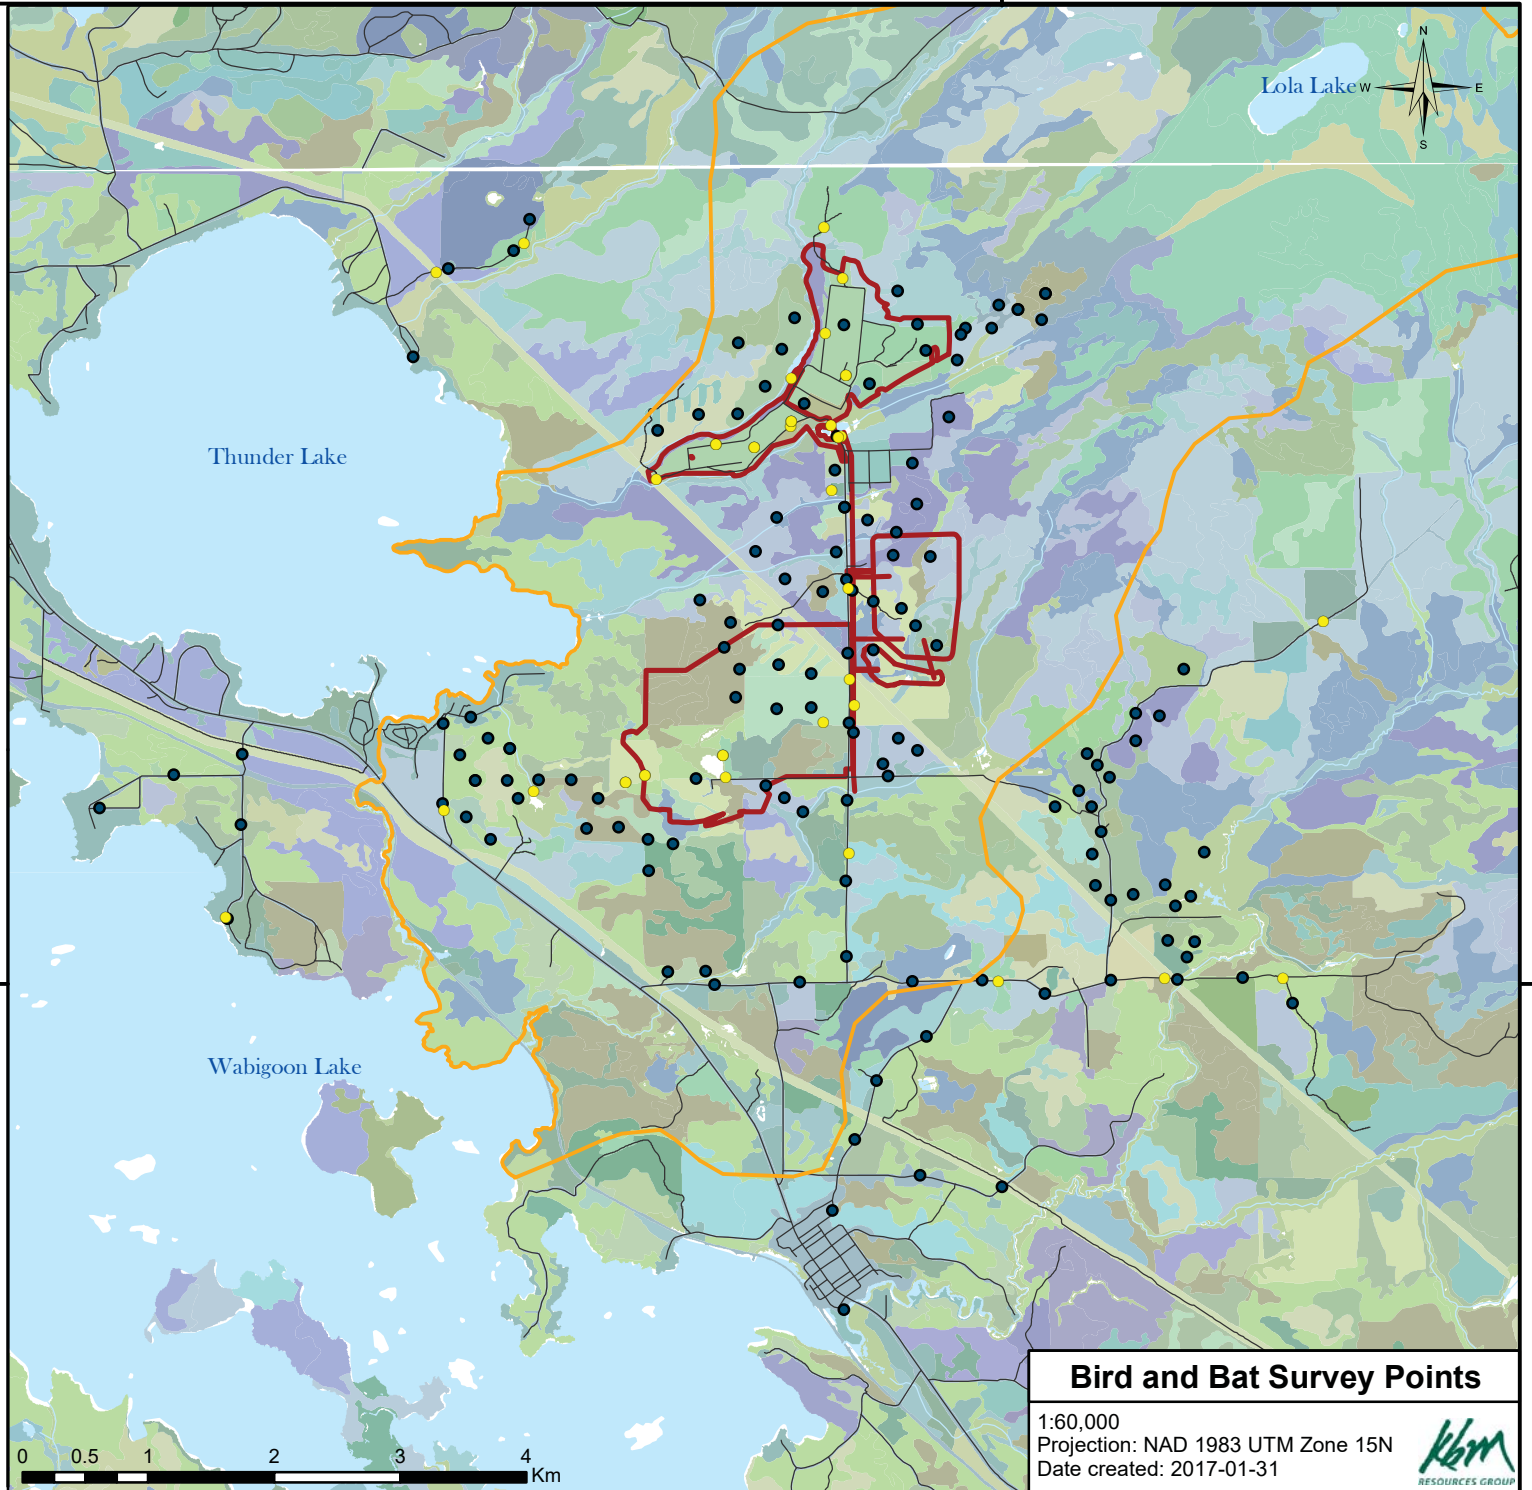 N
Lola Lake
W
E
S
Thunder Lake
Wabigoon Lake
Bird and Bat Survey Points
1:60,000
Projection: NAD 1983 UTM Zone 15N
Date created: 2017-01-31
kbm
RESOURCES GROUP
0 0.5 1 2 3 4
Km